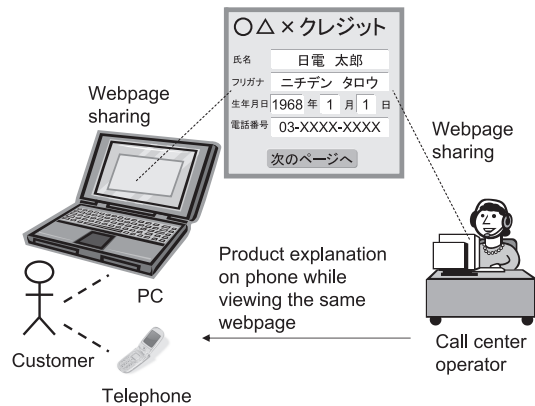 ○△×クレジット
氏名 日電 太郎
フリガナ ニチデン タロウ
生年月日 1968 年 1 月 1 日
電話番号 03-XXXX-XXXX
次のページへ
Webpage
sharing
Webpage
sharing
Product explanation
on phone while
viewing the same
webpage
PC
Customer
Telephone
Call center
operator